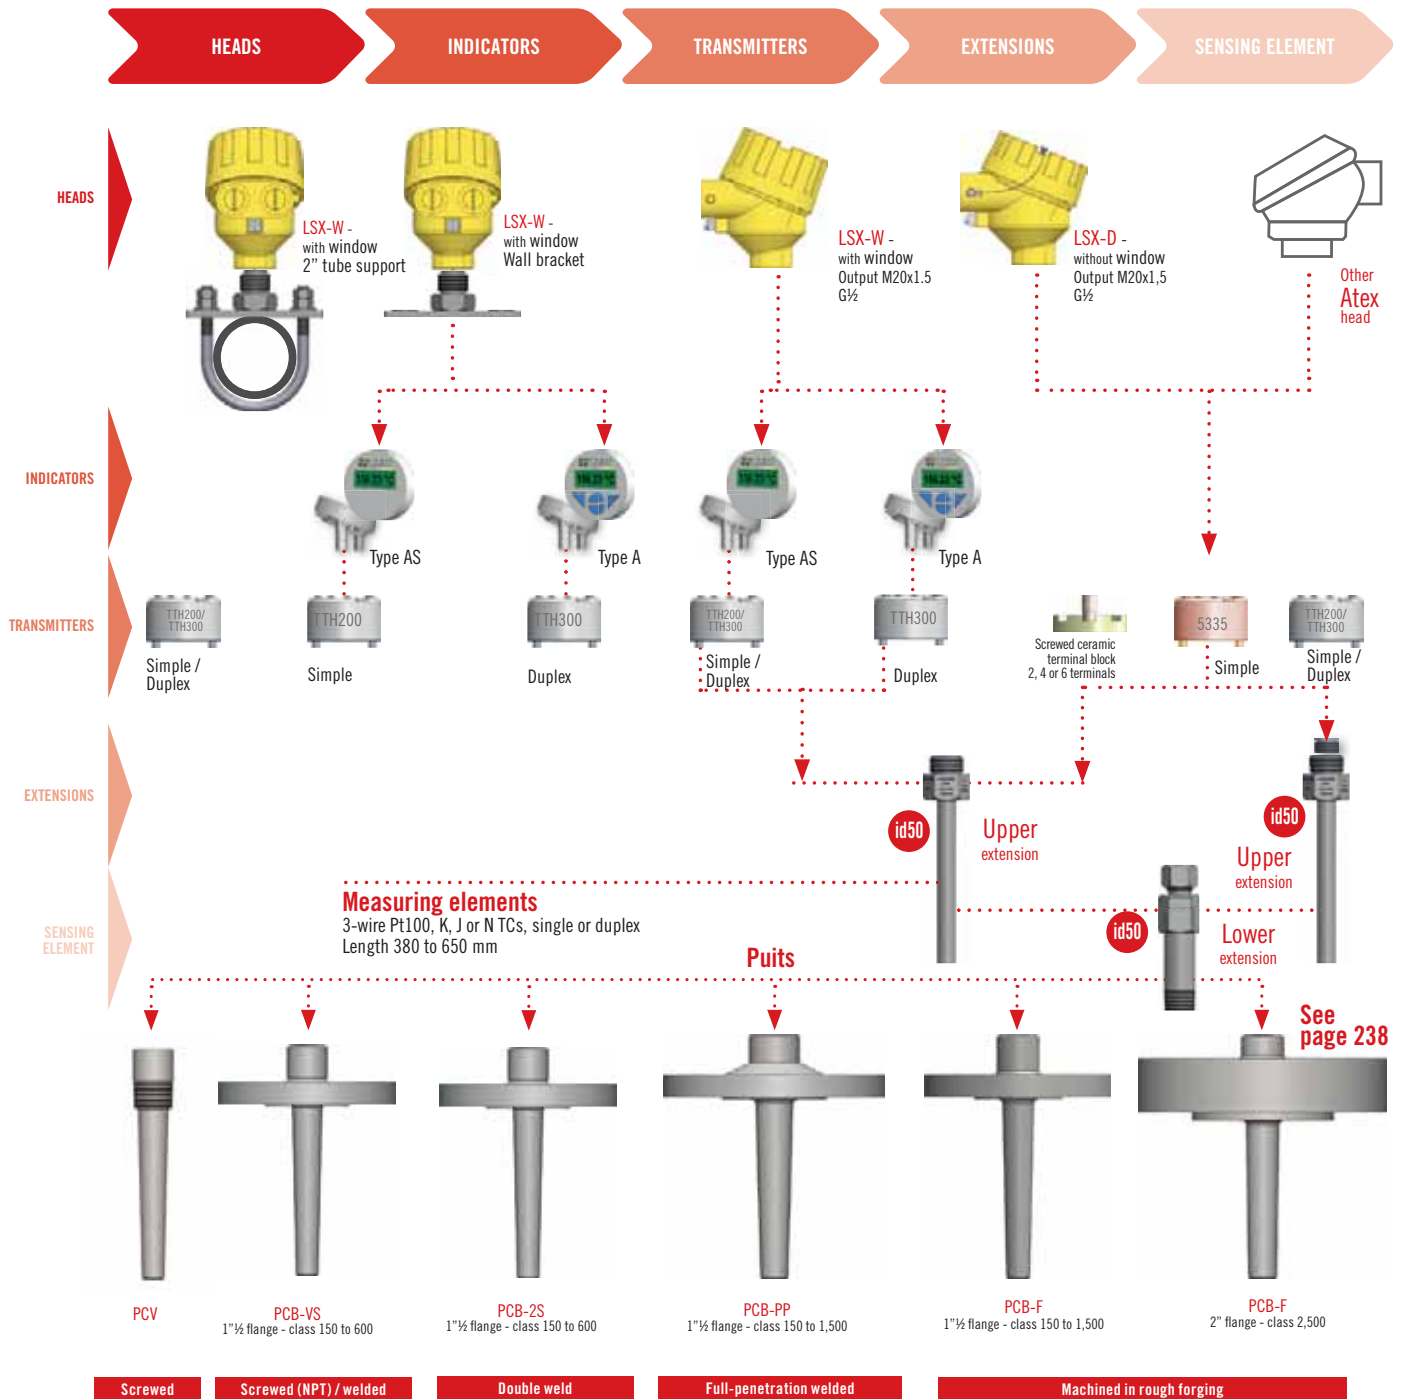 HEADS
INDICATORS
TRANSMITTERS
EXTENSIONS
SENSING ELEMENT
HEADS
LSX-W -
with window
2” tube support
LSX-W -
with window
Wall bracket
LSX-W -
with window
Output M20x1.5
G½
LSX-D -
without window
Output M20x1,5
G½
Other
Atex
head
INDICATORS
Type AS
Type A
Type AS
Type A
TRANSMITTERS
TTH200/
TTH300
Simple /
Duplex
TTH200
Simple
TTH300
Duplex
TTH200/
TTH300
Simple /
Duplex
TTH300
Duplex
Screwed ceramic
terminal block
2, 4 or 6 terminals
5335
Simple
TTH200/
TTH300
Simple /
Duplex
EXTENSIONS
id50
Upper
extension
id50
Upper
extension
SENSING
ELEMENT
Measuring elements
3-wire Pt100, K, J or N TCs, single or duplex
Length 380 to 650 mm
id50
Lower
extension
Puits
See
page 238
PCV
PCB-VS
1”½ flange - class 150 to 600
PCB-2S
1”½ flange - class 150 to 600
PCB-PP
1”½ flange - class 150 to 1,500
PCB-F
1”½ flange - class 150 to 1,500
PCB-F
2” flange - class 2,500
Screwed
Screwed (NPT) / welded
Double weld
Full-penetration welded
Machined in rough forging